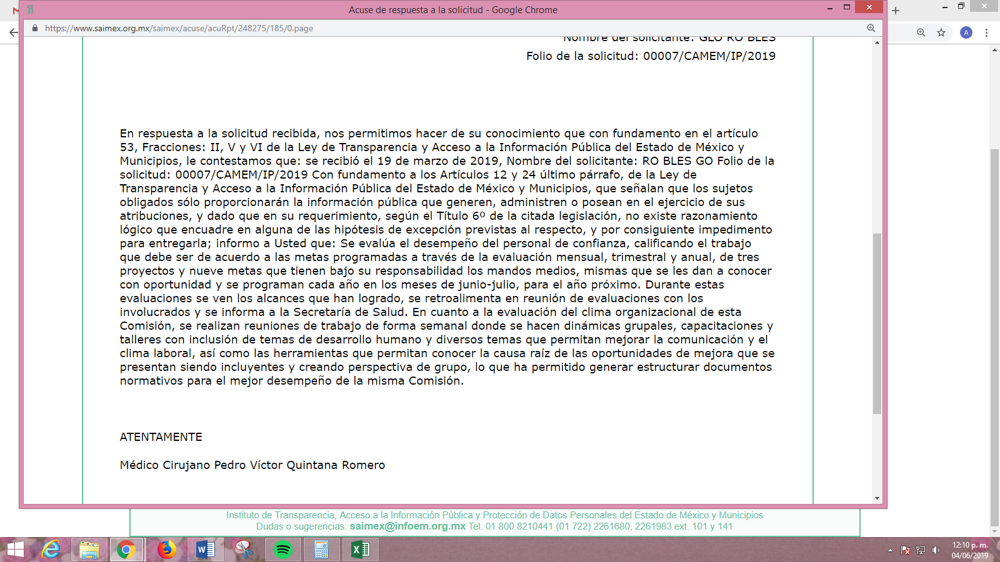 Acuse de respuesta a la solicitud - Google Chrome
https://www.saimex.org.mx/saimex/acuse/acuRpt/248275/185/0.page
A
Nombre del solicitante: GLO RO BLES
Folio de la solicitud: 00007/CAMEM/IP/2019
En respuesta a la solicitud recibida, nos permitimos hacer de su conocimiento que con fundamento en el artículo
53, Fracciones: II, V y VI de la Ley de Transparencia y Acceso a la Información Pública del Estado de México y
Municipios, le contestamos que: se recibió el 19 de marzo de 2019, Nombre del solicitante: RO BLES GO Folio de la
solicitud: 00007/CAMEM/IP/2019 Con fundamento a los Artículos 12 y 24 último párrafo, de la Ley de
Transparencia y Acceso a la Información Pública del Estado de México y Municipios, que señalan que los sujetos
obligados sólo proporcionarán la información pública que generen, administren o posean en el ejercicio de sus
atribuciones, y dado que en su requerimiento, según el Título 6º de la citada legislación, no existe razonamiento
lógico que encuadre en alguna de las hipótesis de excepción previstas al respecto, y por consiguiente impedimento
para entregarla; informo a Usted que: Se evalúa el desempeño del personal de confianza, calificando el trabajo
que debe ser de acuerdo a las metas programadas a través de la evaluación mensual, trimestral y anual, de tres
proyectos y nueve metas que tienen bajo su responsabilidad los mandos medios, mismas que se les dan a conocer
con oportunidad y se programan cada año en los meses de junio-julio, para el año próximo. Durante estas
evaluaciones se ven los alcances que han logrado, se retroalimenta en reunión de evaluaciones con los
involucrados y se informa a la Secretaría de Salud. En cuanto a la evaluación del clima organizacional de esta
Comisión, se realizan reuniones de trabajo de forma semanal donde se hacen dinámicas grupales, capacitaciones y
talleres con inclusión de temas de desarrollo humano y diversos temas que permitan mejorar la comunicación y el
clima laboral, así como las herramientas que permitan conocer la causa raíz de las oportunidades de mejora que se
presentan siendo incluyentes y creando perspectiva de grupo, lo que ha permitido generar estructurar documentos
normativos para el mejor desempeño de la misma Comisión.
ATENTAMENTE
Médico Cirujano Pedro Víctor Quintana Romero
Instituto de Transparencia, Acceso a la Información Pública y Protección de Datos Personales del Estado de México y Municipios
Dudas o sugerencias: saimex@infoem.org.mx Tel. 01 800 8210441 (01 722) 2261680, 2261983 ext. 101 y 141
12:10 p. m.
04/06/2019